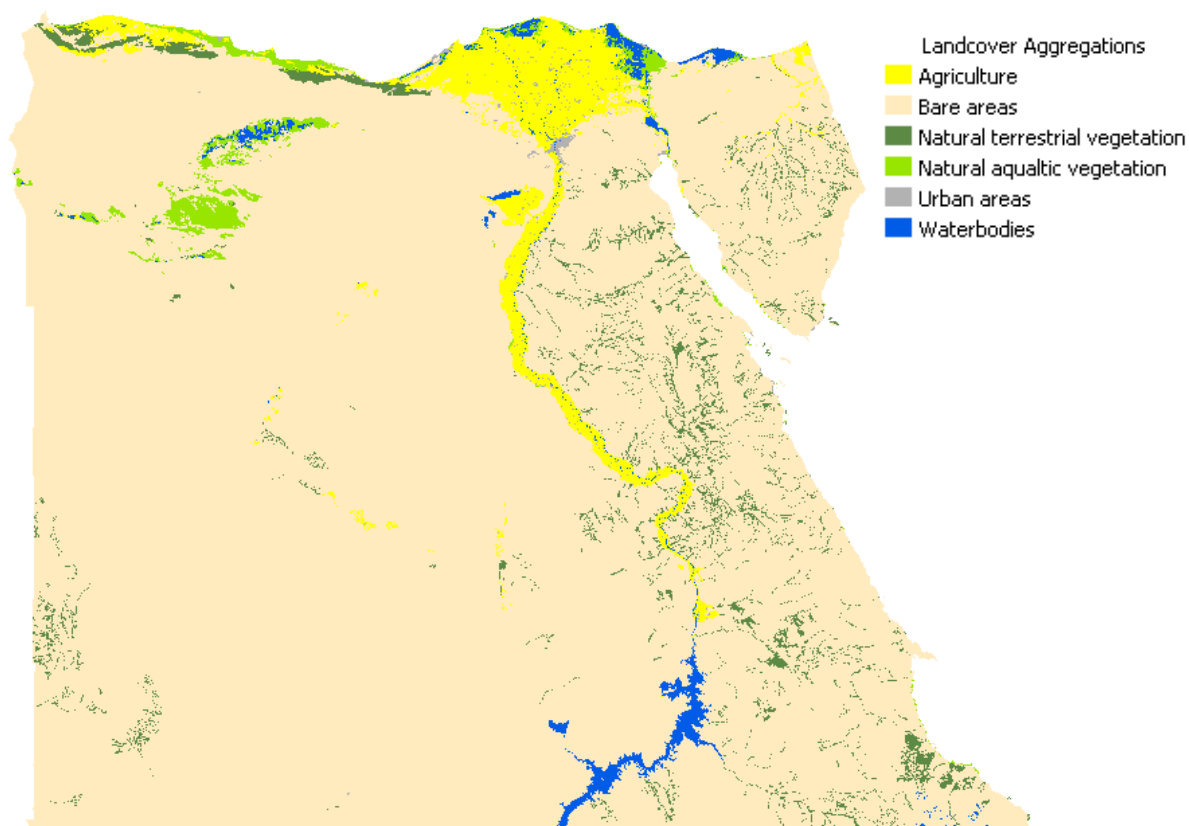 Landcover Aggregations
Agriculture
Bare areas
Natural terrestrial vegetation
Natural aqualtic vegetation
Urban areas
Waterbodies